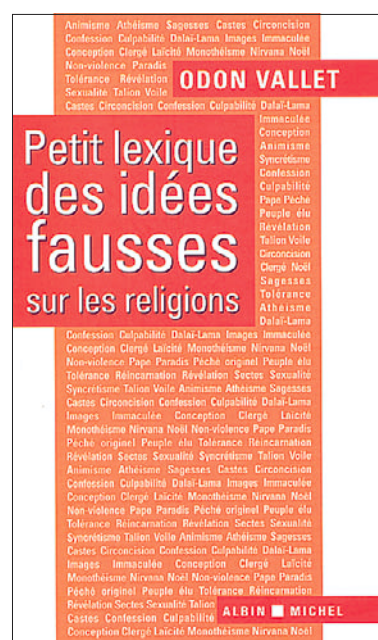 Animisme Athéisme Sagesses Castes Circoncision
Confession Culpabilité Dalaï-Lama Images Immaculée
Conception Clergé Laïcité Monothéisme Nirvana Noël
Non-violence Paradis
Tolérance Révélation
Sexualité Talion Voile
ODON VALLET
Castes Circoncision Confession Culpabilité Dalaï-Lama
Immaculée
Conception
Animisme
Syncrétisme
Confession
Culpabilité
Pape Péché
Peuple élu
Révélation
Talion Voile
Circoncision
Clergé Noël
Sagesses
Tolérance
Athéisme
Dalaï-Lama
Petit lexique
des idées
fausses
sur les religions
Confession Culpabilité Dalaï-Lama Images Immaculée
Conception Clergé Laïcité Monothéisme Nirvana Noël
Non-violence Pape Paradis Péché originel Peuple élu
Tolérance Réincarnation Révélation Sectes Sexualité
Syncrétisme Talion Voile Animisme Athéisme Sagesses
Castes Circoncision Confession Culpabilité Dalaï-Lama
Images Immaculée Conception Clergé Laïcité
Monothéisme Nirvana Noël Non-violence Pape Paradis
Péché originel Peuple élu Tolérance Réincarnation
Révélation Sectes Sexualité Syncrétisme Talion Voile
Animisme Athéisme Sagesses Castes Circoncision
Confession Culpabilité Dalaï-Lama Images Immaculée
Conception Clergé Laïcité Monothéisme Nirvana Noël
Non-violence Pape Paradis Péché originel Peuple élu
Tolérance Réincarnation Révélation Sectes Sexualité
Syncrétisme Talion Voile Animisme Athéisme Sagesses
Castes Circoncision Confession Culpabilité Dalaï-Lama
Images Immaculée Conception Clergé Laïcité
Monothéisme Nirvana Noël Non-violence Pape Paradis
Péché originel Peuple élu Tolérance Réincarnation
Révélation Sectes Sexualité Talion
Castes Confession Culpabilité
ALBIN MICHEL
Conception Clergé Laïcité Monothéisme Nirvana Noël